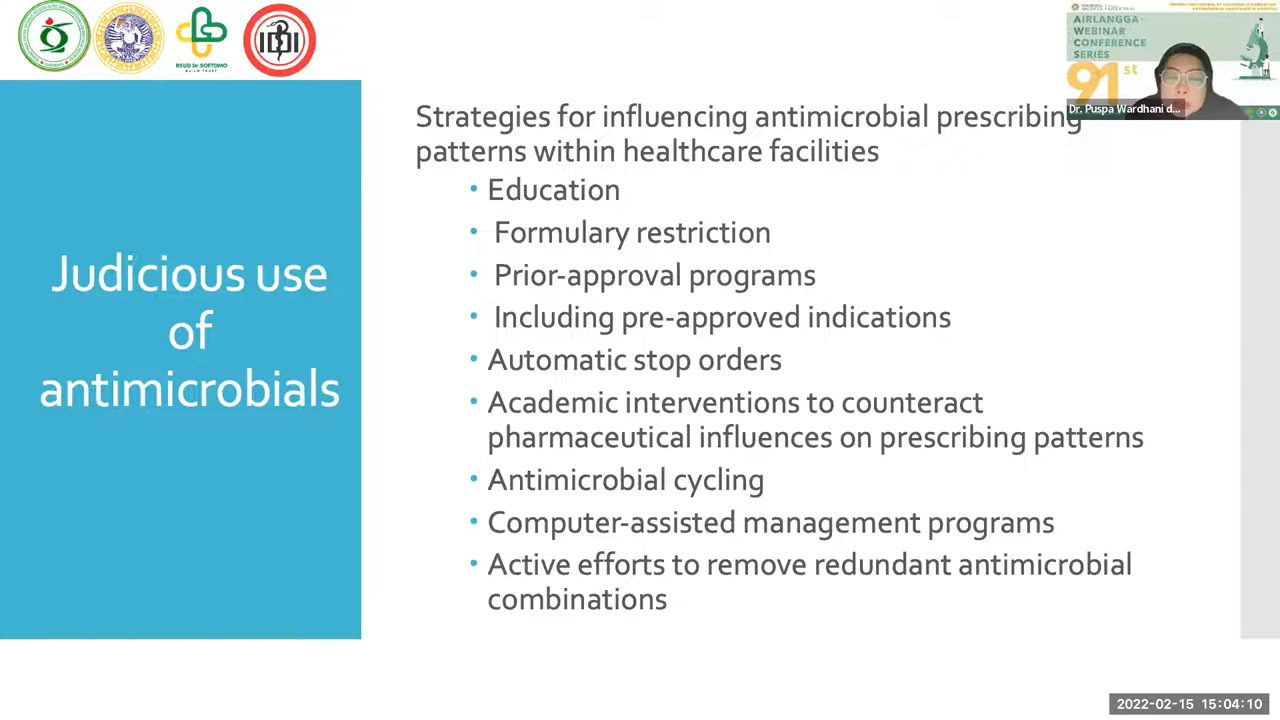 RSUD Dr. SOETOMO
BUILD TRUST
IDI
AIRLANGGA
WEBINAR
CONFERENCE
SERIES
91st
Dr. Puspa Wardhani d...
Judicious use
of
antimicrobials
Strategies for influencing antimicrobial prescribing
patterns within healthcare facilities
• Education
• Formulary restriction
• Prior-approval programs
• Including pre-approved indications
• Automatic stop orders
• Academic interventions to counteract
pharmaceutical influences on prescribing patterns
• Antimicrobial cycling
• Computer-assisted management programs
• Active efforts to remove redundant antimicrobial
combinations
2022-02-15 15:04:10